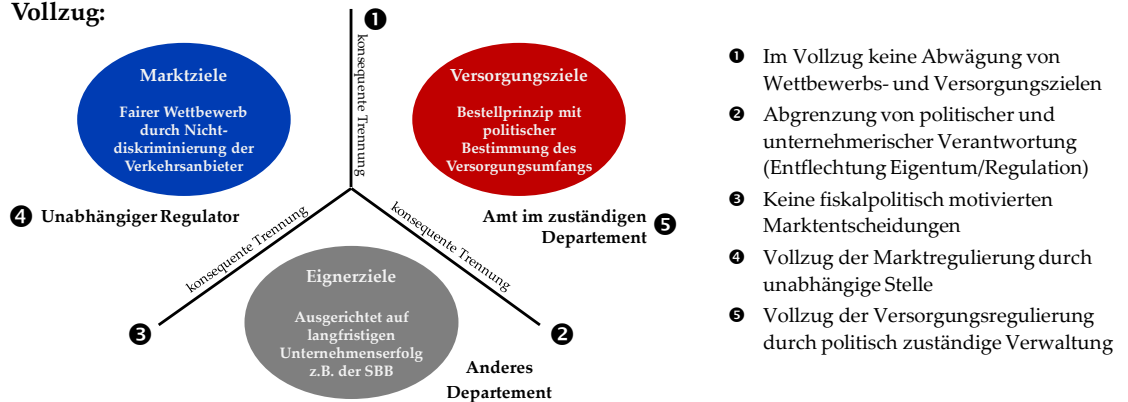 Vollzug:
❶
konsequente Trennung
Marktziele
Fairer Wettbewerb
durch Nicht-
diskriminierung der
Verkehrsanbieter
Versorgungsziele
Bestellprinzip mit
politischer
Bestimmung des
Versorgungsumfangs
❹ Unabhängiger Regulator
Amt im zuständigen
Departement
❺
konsequente Trennung
konsequente Trennung
Eignerziele
Ausgerichtet auf
langfristigen
Unternehmenserfolg
z.B. der SBB
❸
❷
Anderes
Departement
❶ Im Vollzug keine Abwägung von
Wettbewerbs- und Versorgungszielen
❷ Abgrenzung von politischer und
unternehmerischer Verantwortung
(Entflechtung Eigentum/Regulation)
❸ Keine fiskalpolitisch motivierten
Marktentscheidungen
❹ Vollzug der Marktregulierung durch
unabhängige Stelle
❺ Vollzug der Versorgungsregulierung
durch politisch zuständige Verwaltung